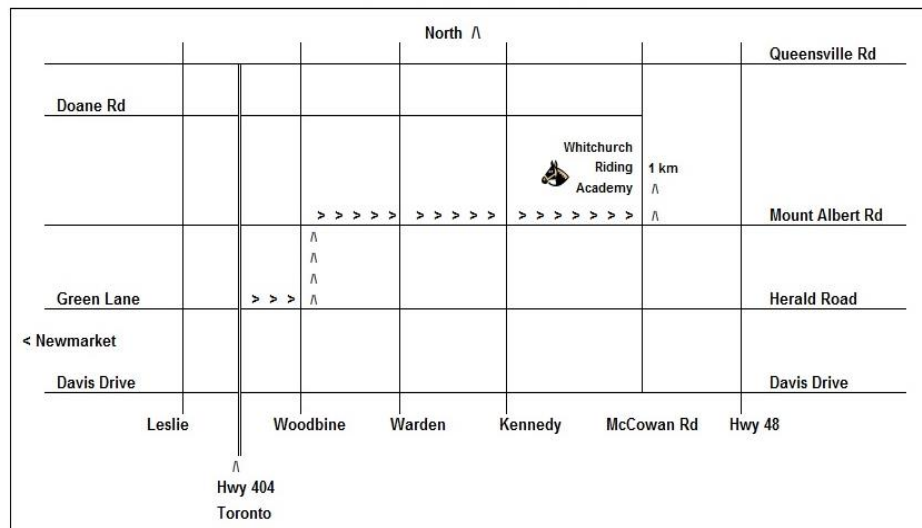 North /\
Queensville Rd
Doane Rd
Whitchurch
Riding 1 km
Academy /\
> > > > > > > > > > > > > > > > > /\ Mount Albert Rd
/\
/\
/\
Green Lane > > > /\ Herald Road
< Newmarket
Davis Drive Davis Drive
Leslie Woodbine Warden Kennedy McCowan Rd Hwy 48
/\
Hwy 404
Toronto